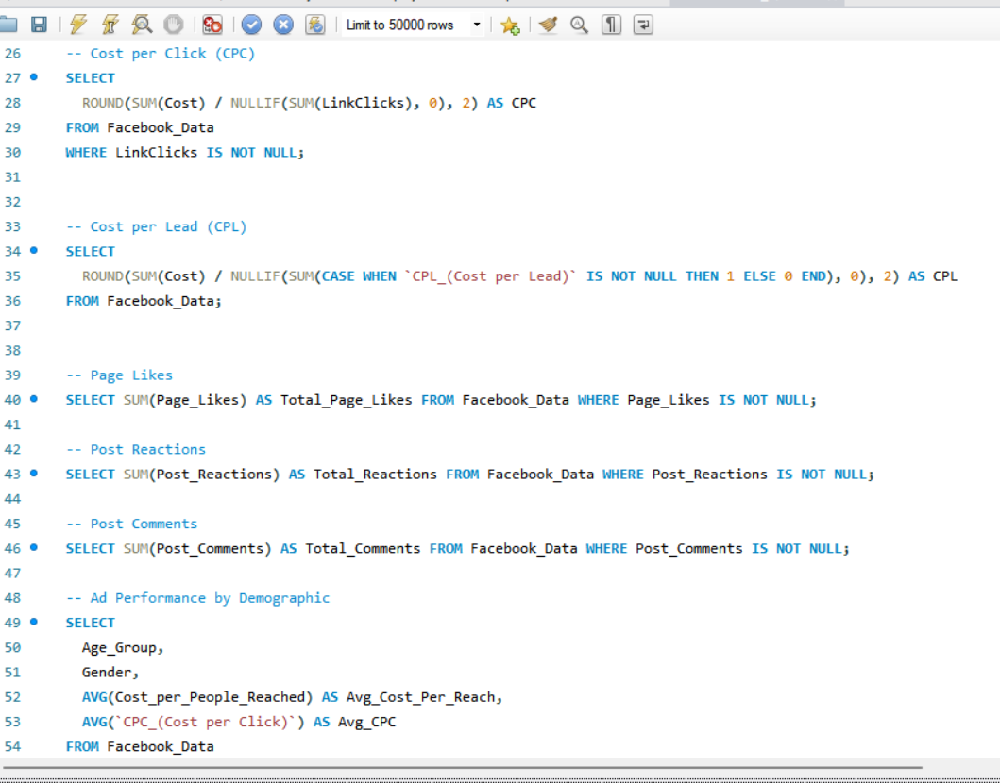 Limit to 50000 rows
26 -- Cost per Click (CPC)
27 SELECT
28 ROUND(SUM(Cost) / NULLIF(SUM(LinkClicks), 0), 2) AS CPC
29 FROM Facebook_Data
30 WHERE LinkClicks IS NOT NULL;
31
32
33 -- Cost per Lead (CPL)
34 SELECT
35 ROUND(SUM(Cost) / NULLIF(SUM(CASE WHEN `CPL_(Cost per Lead)` IS NOT NULL THEN 1 ELSE 0 END), 0), 2) AS CPL
36 FROM Facebook_Data;
37
38
39 -- Page Likes
40 SELECT SUM(Page_Likes) AS Total_Page_Likes FROM Facebook_Data WHERE Page_Likes IS NOT NULL;
41
42 -- Post Reactions
43 SELECT SUM(Post_Reactions) AS Total_Reactions FROM Facebook_Data WHERE Post_Reactions IS NOT NULL;
44
45 -- Post Comments
46 SELECT SUM(Post_Comments) AS Total_Comments FROM Facebook_Data WHERE Post_Comments IS NOT NULL;
47
48 -- Ad Performance by Demographic
49 SELECT
50 Age_Group,
51 Gender,
52 AVG(Cost_per_People_Reached) AS Avg_Cost_Per_Reach,
53 AVG(`CPC_(Cost per Click)`) AS Avg_CPC
54 FROM Facebook_Data